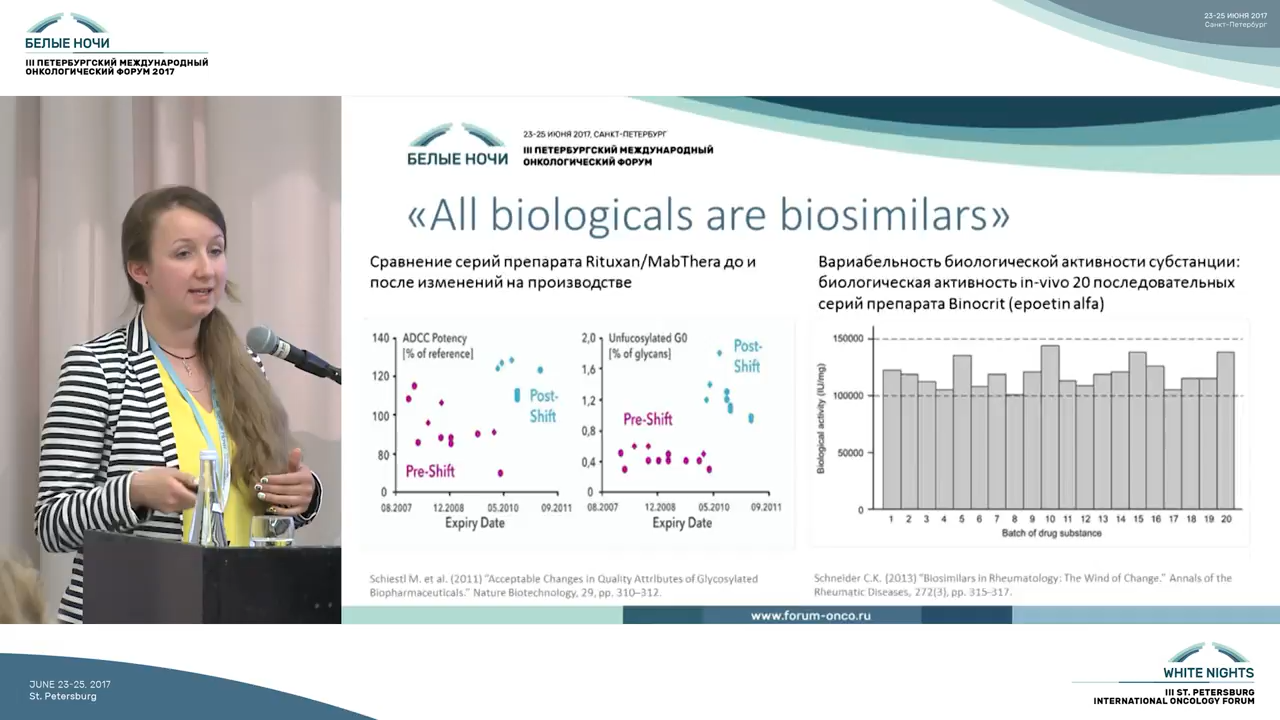 БЕЛЫЕ НОЧИ
III ПЕТЕРБУРГСКИЙ МЕЖДУНАРОДНЫЙ
ОНКОЛОГИЧЕСКИЙ ФОРУМ 2017
23-25 ИЮНЯ 2017
Санкт-Петербург
БЕЛЫЕ НОЧИ
23-25 ИЮНЯ 2017, САНКТ-ПЕТЕРБУРГ
III ПЕТЕРБУРГСКИЙ МЕЖДУНАРОДНЫЙ
ОНКОЛОГИЧЕСКИЙ ФОРУМ
«All biologicals are biosimilars»
Сравнение серий препарата Rituxan/MabThera до и
после изменений на производстве
140
120
100
80
0
ADCC Potency
[% of reference]
Post-
Shift
Pre-Shift
08.2007
12.2008
05.2010
09.2011
Expiry Date
2,0
1,6
1,2
0,8
0,4
0
Unfucosylated G0
[% of glycans]
Post-
Shift
Pre-Shift
08.2007
12.2008
05.2010
09.2011
Expiry Date
Schiestl M. et al. (2011) "Acceptable Changes in Quality Attributes of Glycosylated
Biopharmaceuticals." Nature Biotechnology, 29, pp. 310–312.
Вариабельность биологической активности субстанции:
биологическая активность in-vivo 20 последовательных
серий препарата Binocrit (epoetin alfa)
Biological activity (IU/mg)
150000
100000
50000
0
1 2 3 4 5 6 7 8 9 10 11 12 13 14 15 16 17 18 19 20
Batch of drug substance
Schneider C.K. (2013) "Biosimilars in Rheumatology: The Wind of Change." Annals of the
Rheumatic Diseases, 272(3), pp. 315-317.
www.forum-onco.ru
JUNE 23-25, 2017
St. Petersburg
WHITE NIGHTS
III ST. PETERSBURG
INTERNATIONAL ONCOLOGY FORUM